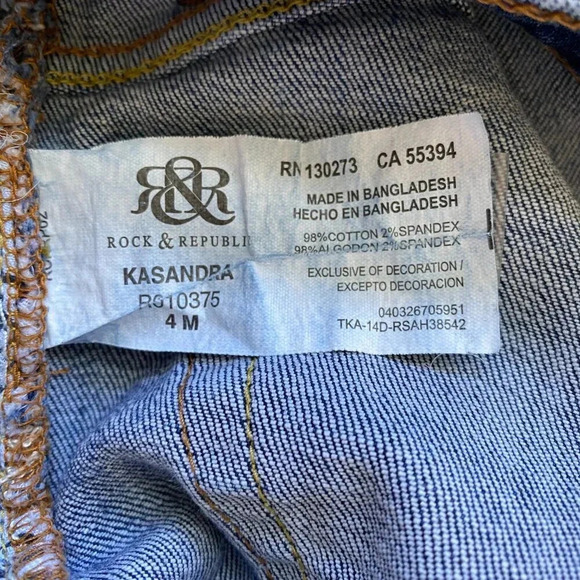 R&R
ROCK & REPUBLI
KASANDRA
RS10375
4 M
RN 130273 CA 55394
MADE IN BANGLADESH
HECHO EN BANGLADESH
98%COTTON 2%SPANDEX
98%ALGODON 2%SPANDEX
EXCLUSIVE OF DECORATION /
EXCEPTO DECORACION
040326705951
TKA-14D-RSAH38542